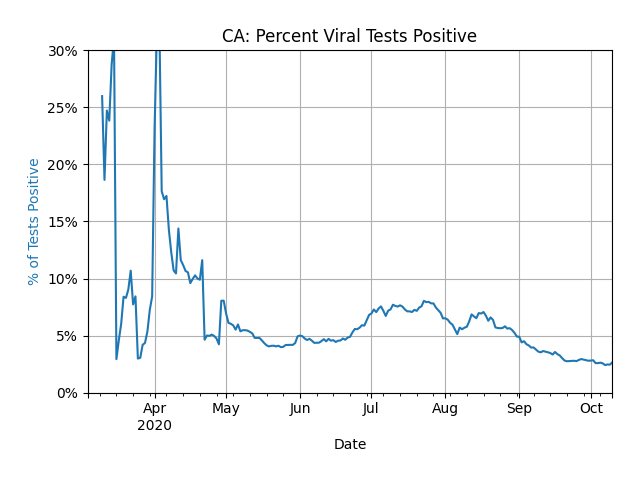 CA: Percent Viral Tests Positive
30%
25%
20%
15%
10%
5%
0%
% of Tests Positive
Apr
2020
May
Jun
Jul
Aug
Sep
Oct
Date